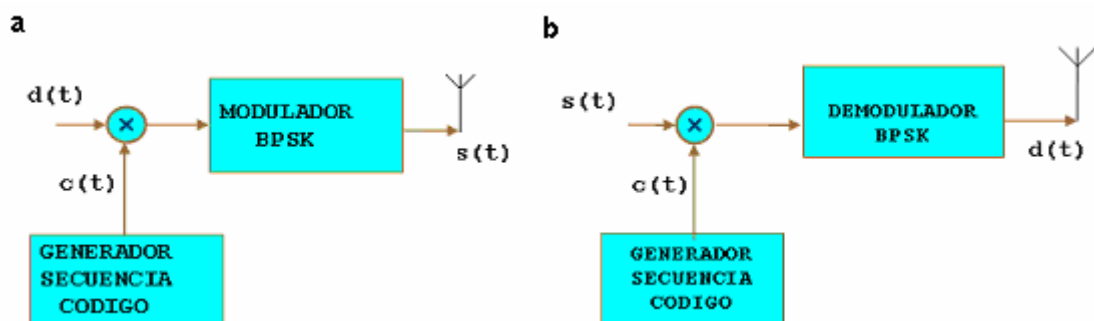 a
d(t)
MODULADOR
BPSK
s(t)
c(t)
GENERADOR
SECUENCIA
CODIGO
b
s(t)
DEMODULADOR
BPSK
d(t)
c(t)
GENERADOR
SECUENCIA
CODIGO